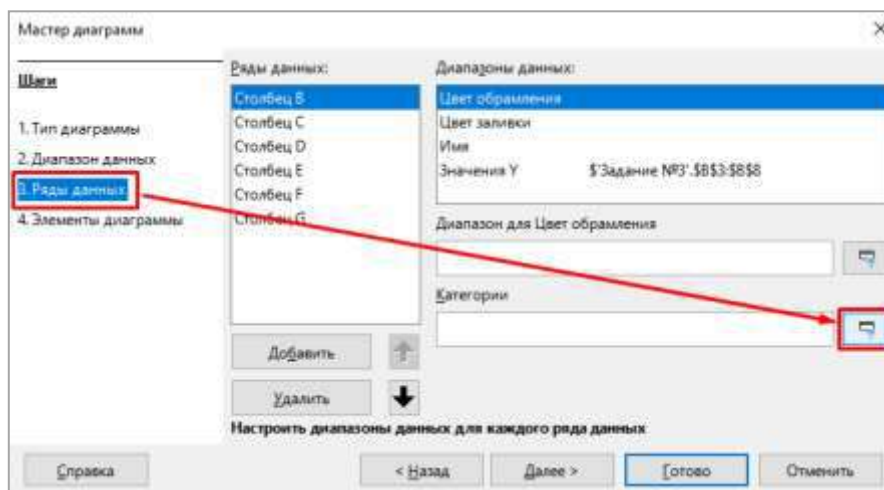 Мастер диаграммы
Шаги
1. Тип диаграммы
2. Диапазон данных
3. Ряды данных
4. Элементы диаграммы
Ряды данных:
Столбец B
Столбец C
Столбец D
Столбец E
Столбец F
Столбец G
Добавить
Удалить
Диапазоны данных:
Цвет обрамления
Цвет заливки
Имя
Значения Y $'Задание №3'.$B$3:$B$8
Диапазон для Цвет обрамления
Категории
Настроить диапазоны данных для каждого ряда данных
Справка
< Назад
Далее >
Готово
Отменить